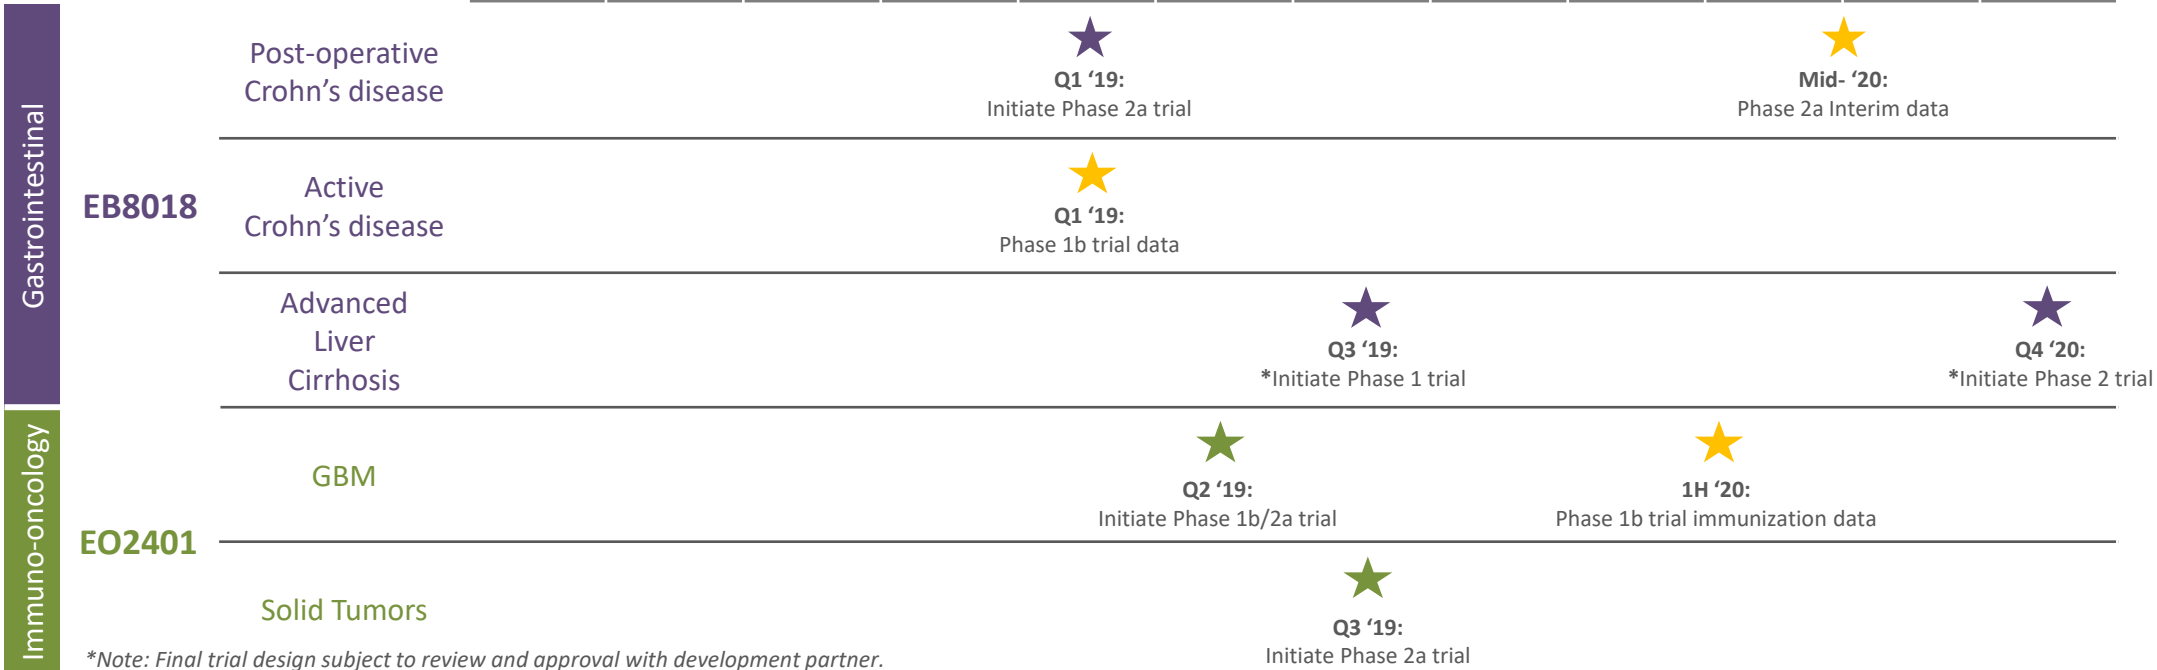 Gastrointestinal
EB8018
Post-operative
Crohn’s disease
Q1 ‘19:
Initiate Phase 2a trial
Mid- ‘20:
Phase 2a Interim data
Active
Crohn’s disease
Q1 ‘19:
Phase 1b trial data
Advanced
Liver
Cirrhosis
Q3 ‘19:
*Initiate Phase 1 trial
Q4 ‘20:
*Initiate Phase 2 trial
Immuno-oncology
EO2401
GBM
Q2 ‘19:
Initiate Phase 1b/2a trial
1H ‘20:
Phase 1b trial immunization data
Solid Tumors
Q3 ‘19:
Initiate Phase 2a trial
*Note: Final trial design subject to review and approval with development partner.